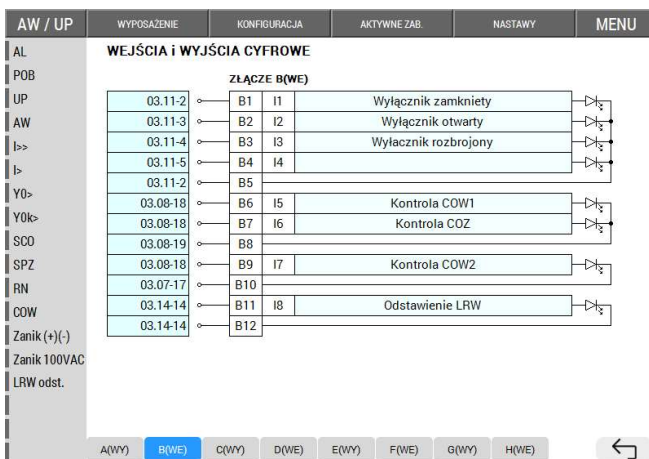 AW / UP WYPOSAŻENIE KONFIGURACJA AKTYWNE ZAB. NASTAWY MENU
AL
POB
UP
AW
I>>
I>
Y0>
Y0k>
SCO
SPZ
RN
COW
Zanik (+)(-)
Zanik 100VAC
LRW odst.
WEJŚCIA i WYJŚCIA CYFROWE
ZŁĄCZE B(WE)
03.11-2 B1 I1 Wyłącznik zamkniety
03.11-3 B2 I2 Wyłącznik otwarty
03.11-4 B3 I3 Wyłacznik rozbrojony
03.11-5 B4 I4
03.11-2 B5
03.08-18 B6 I5 Kontrola COW1
03.08-18 B7 I6 Kontrola COZ
03.08-19 B8
03.08-18 B9 I7 Kontrola COW2
03.07-17 B10
03.14-14 B11 I8 Odstawienie LRW
03.14-14 B12
A(WY) B(WE) C(WY) D(WE) E(WY) F(WE) G(WY) H(WE)